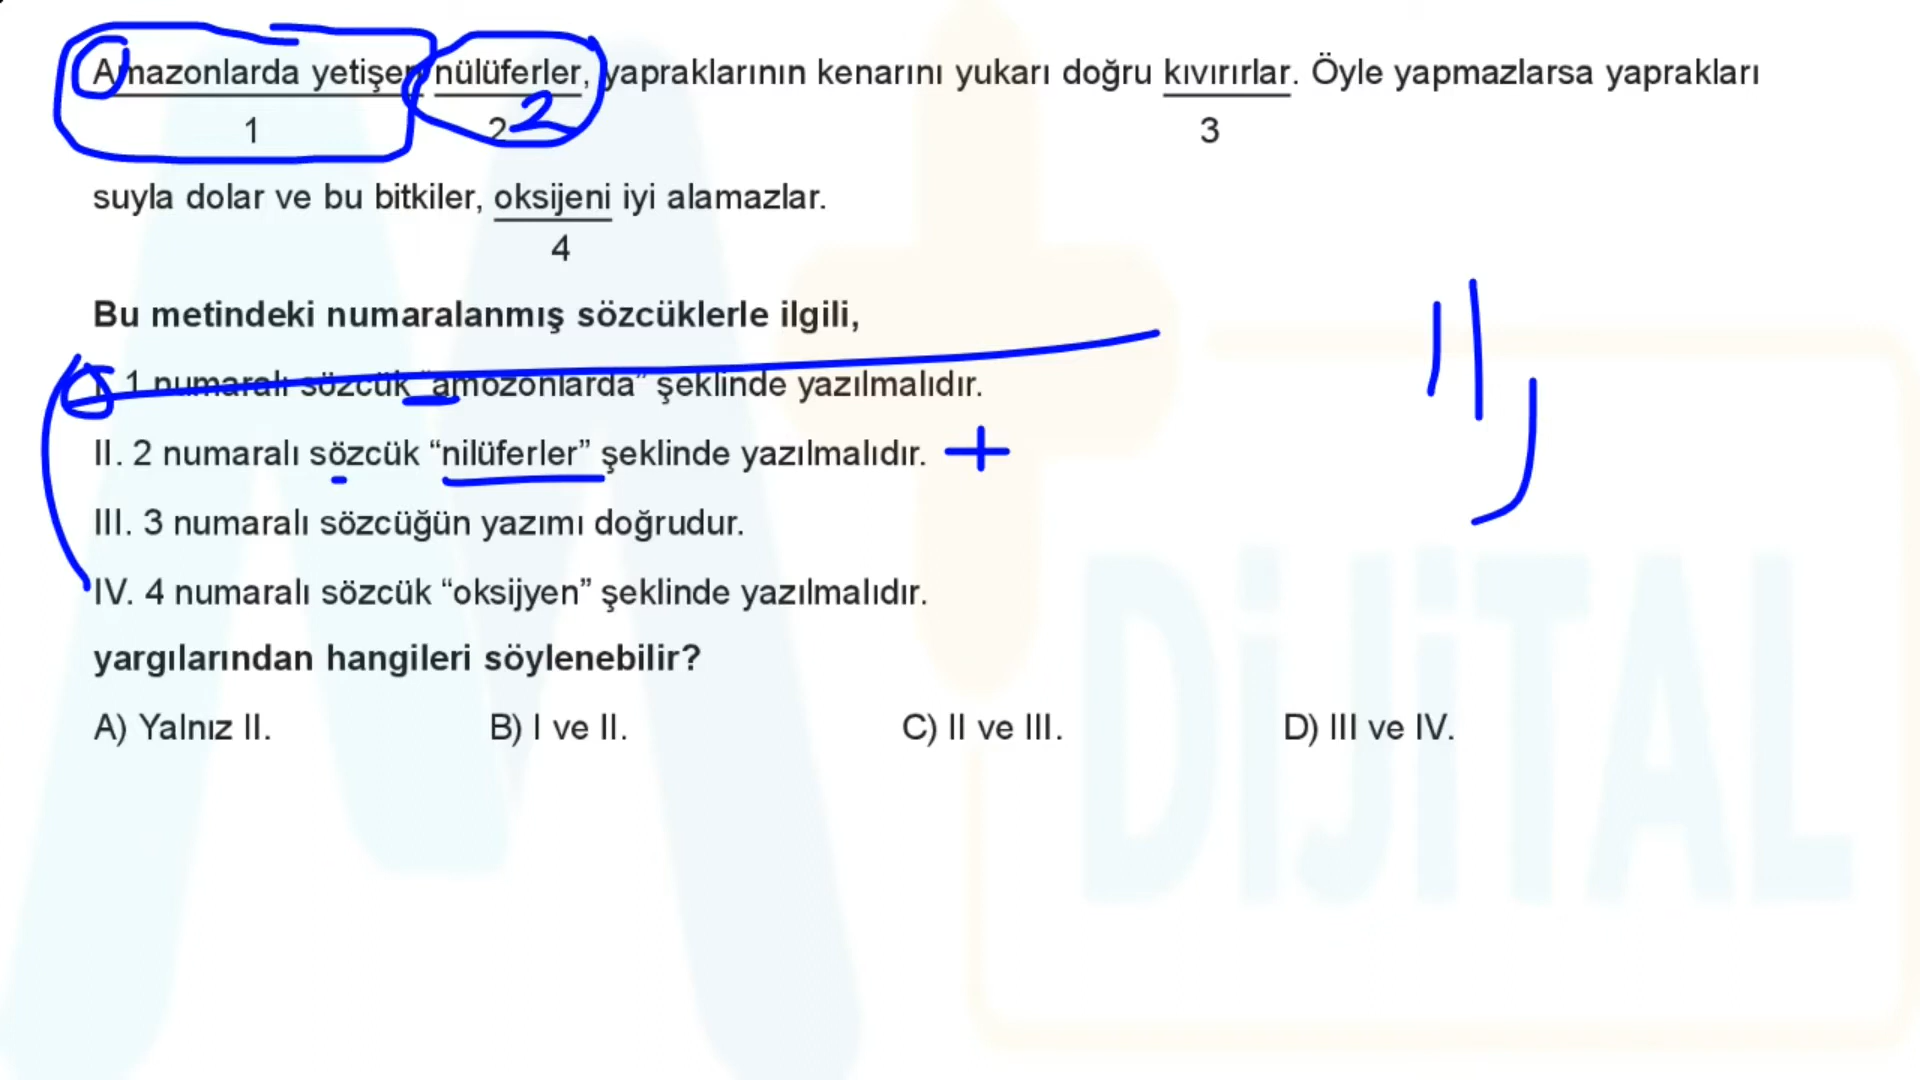 Amazonlarda yetişen nülüferler, yapraklarının kenarını yukarı doğru kıvırırlar. Öyle yapmazlarsa yaprakları
1 2 2 3
suyla dolar ve bu bitkiler, oksijeni iyi alamazlar.
4
Bu metindeki numaralanmış sözcüklerle ilgili,
I. 1 numaralı sözcük “amozonlarda” şeklinde yazılmalıdır.
II. 2 numaralı sözcük “nilüferler” şeklinde yazılmalıdır. +
III. 3 numaralı sözcüğün yazımı doğrudur.
IV. 4 numaralı sözcük “oksijyen” şeklinde yazılmalıdır.
yargılarından hangileri söylenebilir?
A) Yalnız II. B) I ve II. C) II ve III. D) III ve IV.
DİJİTAL